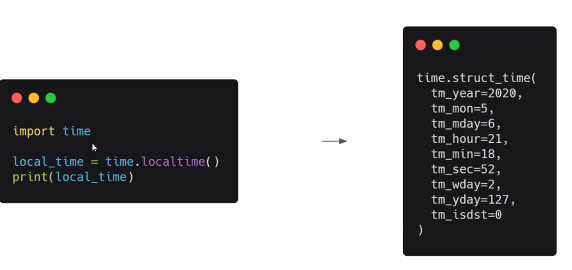 import time
local_time = time.localtime()
print(local_time)
time.struct_time(
tm_year=2020,
tm_mon=5,
tm_mday=6,
tm_hour=21,
tm_min=18,
tm_sec=52,
tm_wday=2,
tm_yday=127,
tm_isdst=0
)